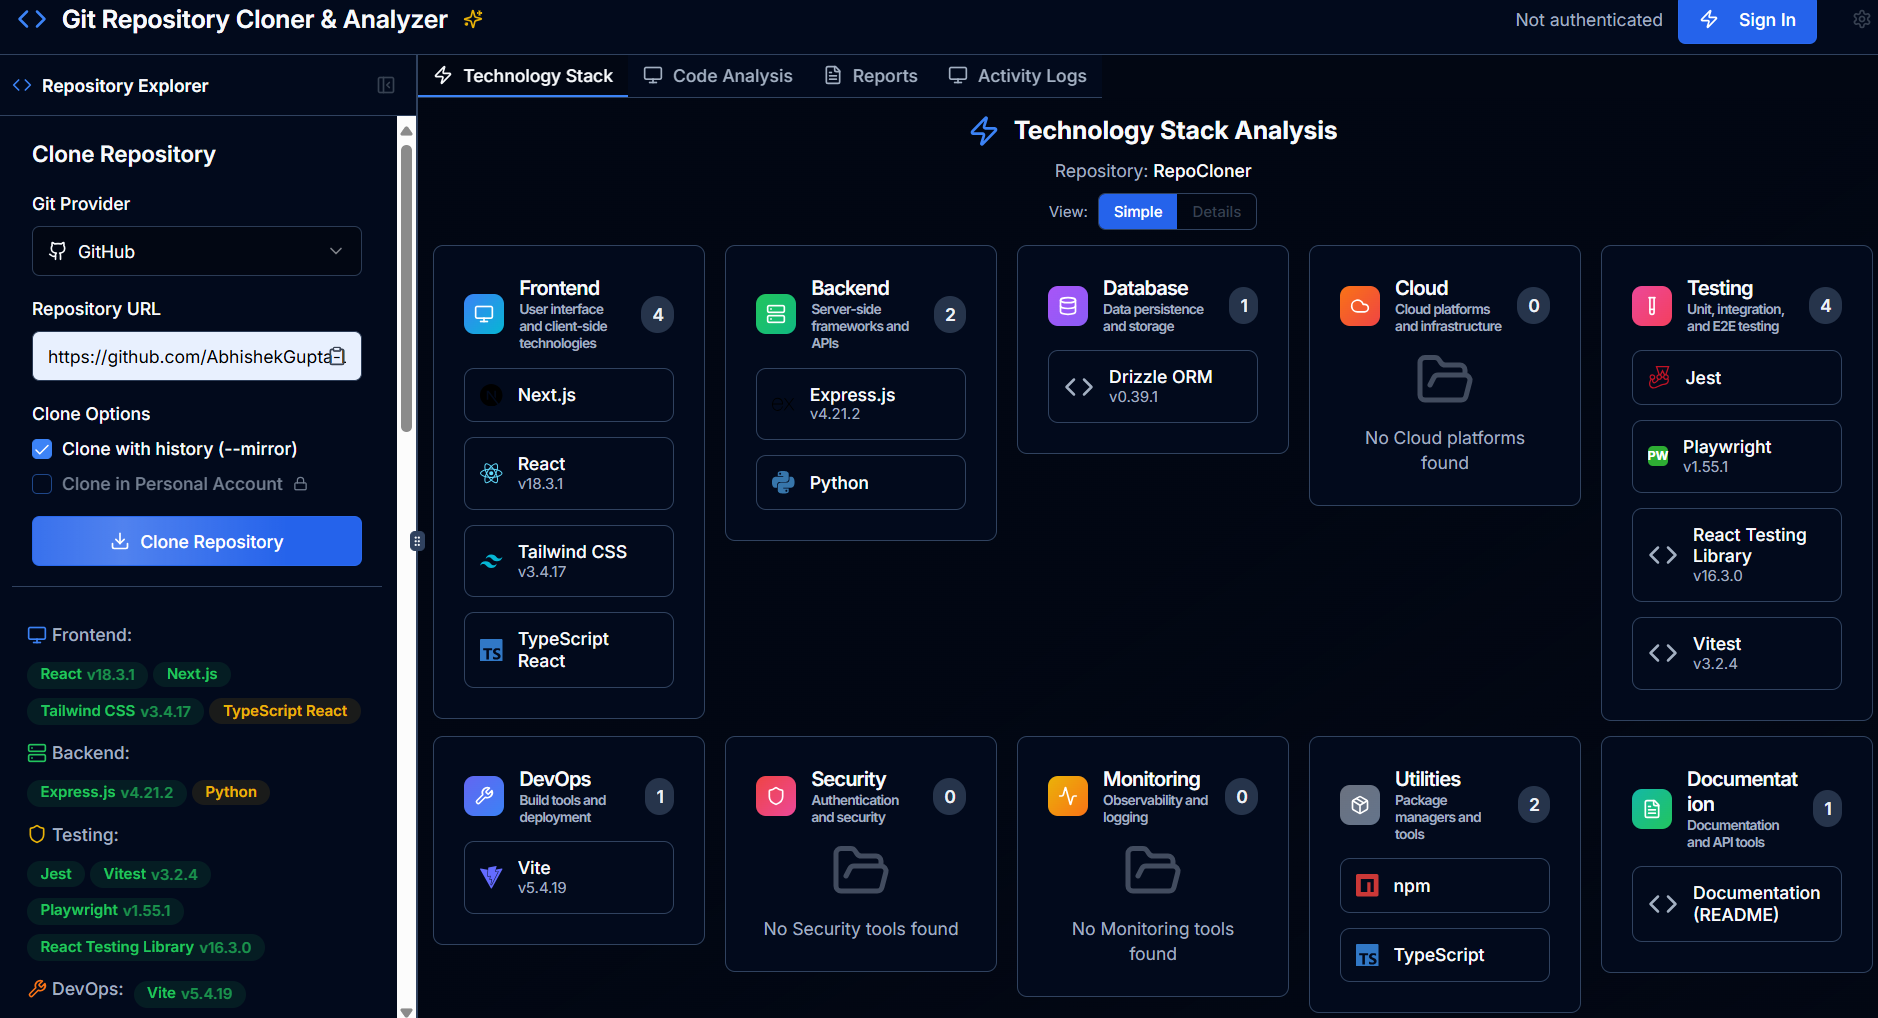 Git Repository Cloner & Analyzer
Not authenticated
Sign In
Repository Explorer
Technology Stack
Code Analysis
Reports
Activity Logs
Clone Repository
Git Provider
GitHub
Repository URL
https://github.com/AbhishekGupta
Clone Options
Clone with history (--mirror)
Clone in Personal Account
Clone Repository
Frontend:
React v18.3.1
Next.js
Tailwind CSS v3.4.17
TypeScript React
Backend:
Express.js v4.21.2
Python
Testing:
Jest
Vitest v3.2.4
Playwright v1.55.1
React Testing Library v16.3.0
DevOps:
Vite v5.4.19
Technology Stack Analysis
Repository: RepoCloner
View:
Simple
Details
Frontend
User interface
and client-side
technologies
4
Next.js
React
v18.3.1
Tailwind CSS
v3.4.17
TypeScript
React
Backend
Server-side
frameworks and
APIs
2
Express.js
v4.21.2
Python
Database
Data persistence
and storage
1
Drizzle ORM
v0.39.1
Cloud
Cloud platforms
and infrastructure
0
No Cloud platforms
found
Testing
Unit, integration,
and E2E testing
4
Jest
PW
Playwright
v1.55.1
React Testing
Library
v16.3.0
Vitest
v3.2.4
DevOps
Build tools and
deployment
1
Vite
v5.4.19
Security
Authentication
and security
0
No Security tools found
Monitoring
Observability and
logging
0
No Monitoring tools
found
Utilities
Package
managers and
tools
2
npm
TS
TypeScript
Documentat
ion
Documentation
and API tools
1
Documentation
(README)